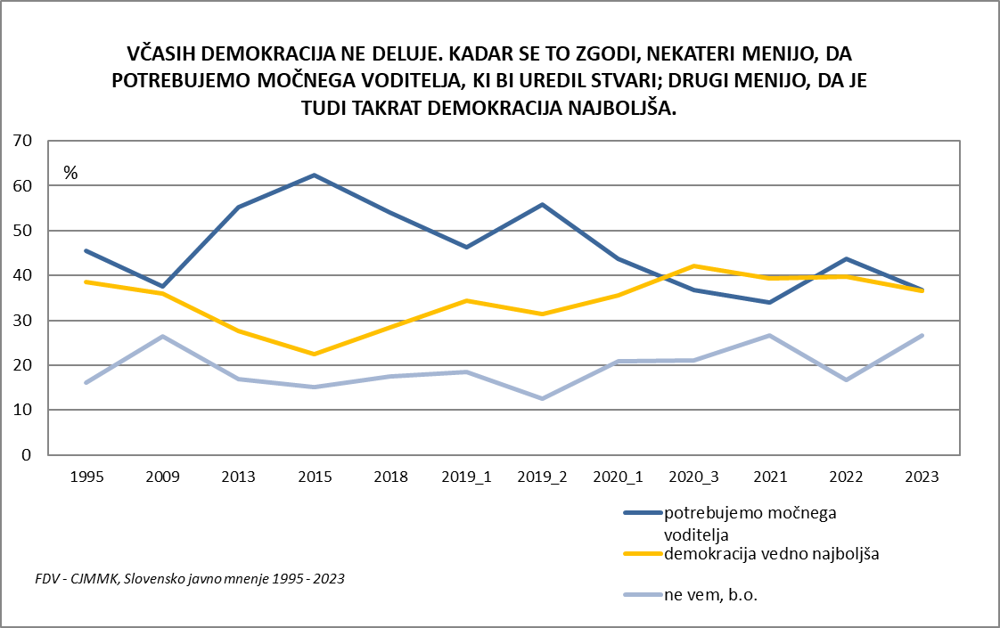 VČASIH DEMOKRACIJA NE DELUJE. KADAR SE TO ZGODI, NEKATERI MENIJO, DA
POTREBUJEMO MOČNEGA VODITELJA, KI BI UREDIL STVARI; DRUGI MENIJO, DA JE
TUDI TAKRAT DEMOKRACIJA NAJBOLJŠA.
70
%
60
50
40
30
20
10
0
1995 2009 2013 2015 2018 2019_1 2019_2 2020_1 2020_3 2021 2022 2023
potrebujemo močnega
voditelja
demokracija vedno najboljša
ne vem, b.o.
FDV - CJMMK, Slovensko javno mnenje 1995 - 2023